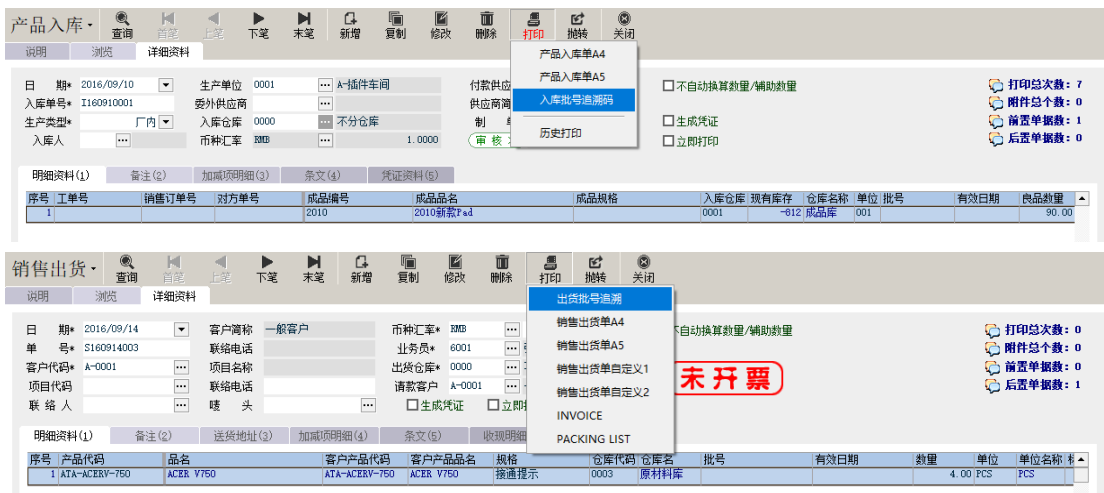 产品入库· 查询 首笔 上笔 下笔 末笔 新增 复制 修改 删除 打印 抛转 关闭
说明 浏览 详细资料
产品入库单A4
产品入库单A5
入库批号追溯码
历史打印
日 期* 2016/09/10 生产单位 0001 ··· A-插件车间 付款供应 不自动换算数量/辅助数量 打印总次数: 7
入库单号* I160910001 委外供应商 ··· 供应商简 附件总个数: 0
生产类型* 厂内 入库仓库 0000 ··· 不分仓库 制 生成凭证 前置单据数: 1
入库人 ··· 币种汇率 RMB ··· 1.0000 审 核 立即打印 后置单据数: 0
明细资料(1) 备注(2) 加减项明细(3) 条文(4) 凭证资料(5)
序号 工单号 销售订单号 对方单号 成品编号 成品品名 成品规格 入库仓库 现有库存 仓库名称 单位 批号 有效日期 良品数量
1 2010 2010新款Pad 0001 -612 成品库 001 90.00
销售出货· 查询 首笔 上笔 下笔 末笔 新增 复制 修改 删除 打印 抛转 关闭
说明 浏览 详细资料
出货批号追溯
销售出货单A4
销售出货单A5
销售出货单自定义1
销售出货单自定义2
INVOICE
PACKING LIST
日 期* 2016/09/14 客户简称 一般客户 币种汇率* RMB ··· 不自动换算数量/辅助数量 打印总次数: 0
单 号* S160914003 联络电话 业务员* 6001 ··· 附件总个数: 0
客户代码* A-0001 ··· 项目名称 出货仓库* 0000 ··· 未开票 前置单据数: 0
项目代码 ··· 联络电话 请款客户 A-0001 ··· 后置单据数: 1
联 络 人 ··· 唛 头 ··· 生成凭证 立即
明细资料(1) 备注(2) 送货地址(3) 加减项明细(4) 条文(5) 收现明细
序号 产品代码 品名 客户产品代码 客户产品品名 规格 仓库代码 仓库名 批号 有效日期 数量 单位 单位名称
1 ATA-ACERV-750 ACER V750 ATA-ACERV-750 ACER V750 接通提示 0003 原材料库 4.00 PCS PCS